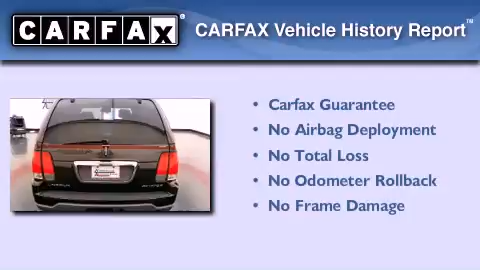 CARFAX®
CARFAX Vehicle History Report™
• Carfax Guarantee
• No Airbag Deployment
• No Total Loss
• No Odometer Rollback
• No Frame Damage